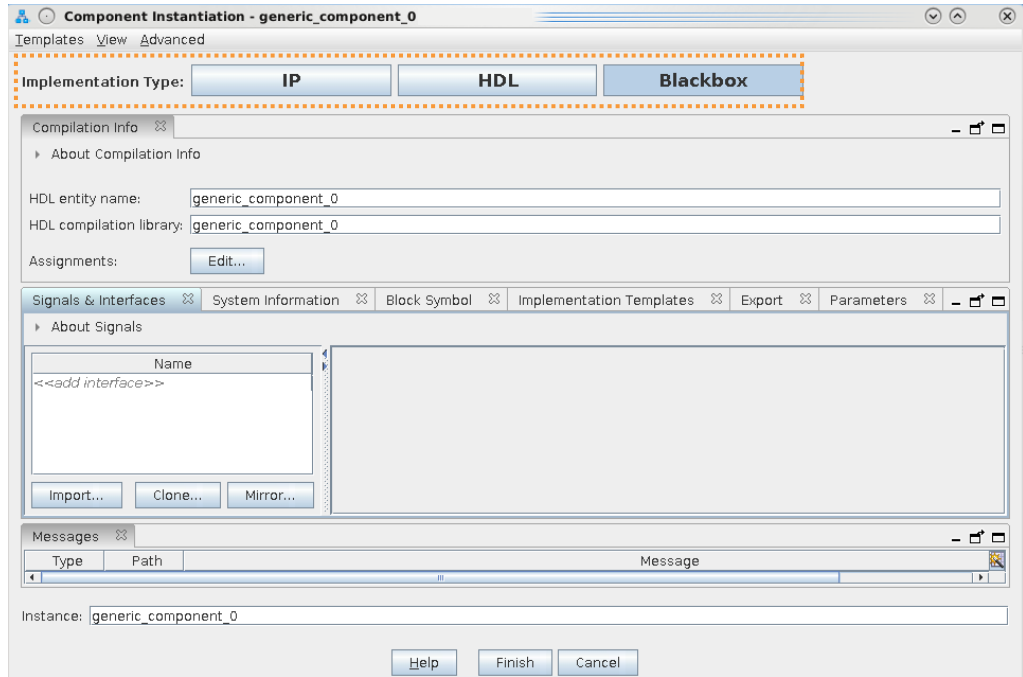 Component Instantiation - generic_component_0
Templates View Advanced
Implementation Type: IP HDL Blackbox
Compilation Info
About Compilation Info
HDL entity name: generic_component_0
HDL compilation library: generic_component_0
Assignments: Edit...
Signals & Interfaces System Information Block Symbol Implementation Templates Export Parameters
About Signals
Name
<<add interface>>
Import... Clone... Mirror...
Messages
Type Path Message
Instance: generic_component_0
Help Finish Cancel